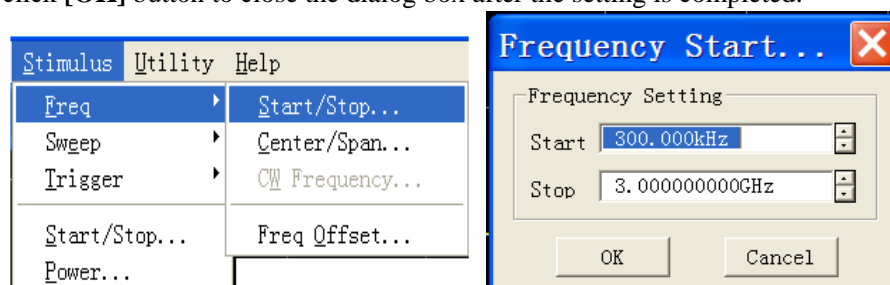 click [OK] button to close the dialog box after the setting is completed.
Stimulus Utility Help
Freq
Sweep
Trigger
Start/Stop...
Power...
Start/Stop...
Center/Span...
CW Frequency...
Freq Offset...
Frequency Start...
Frequency Setting
Start 300.000kHz
Stop 3.000000000GHz
OK Cancel